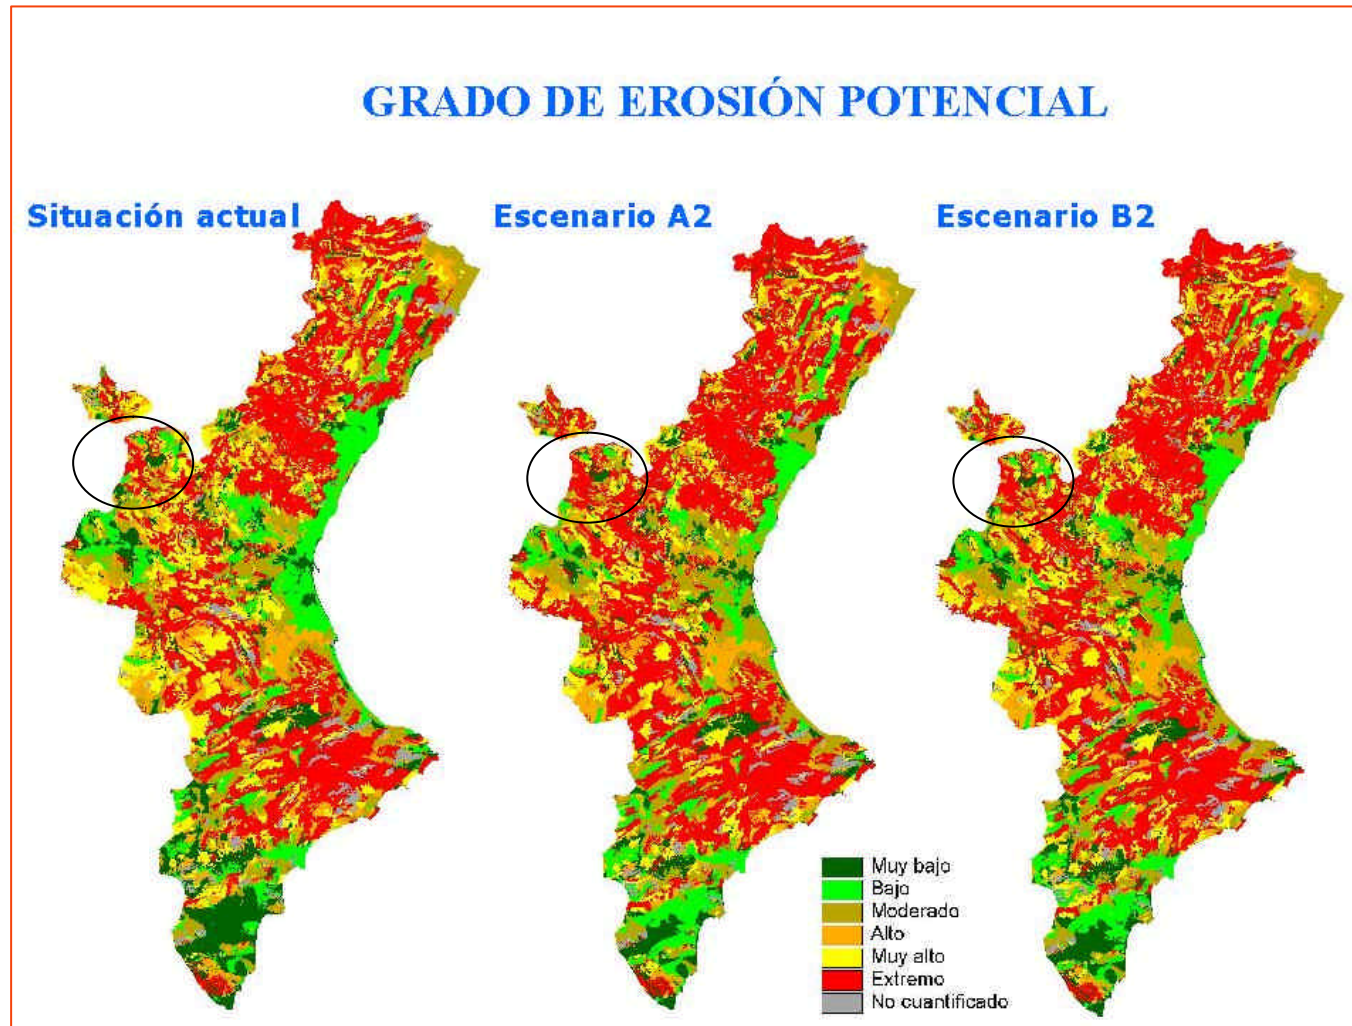 GRADO DE EROSIÓN POTENCIAL
Situación actual
Escenario A2
Escenario B2
Muy bajo
Bajo
Moderado
Alto
Muy alto
Extremo
No cuantificado